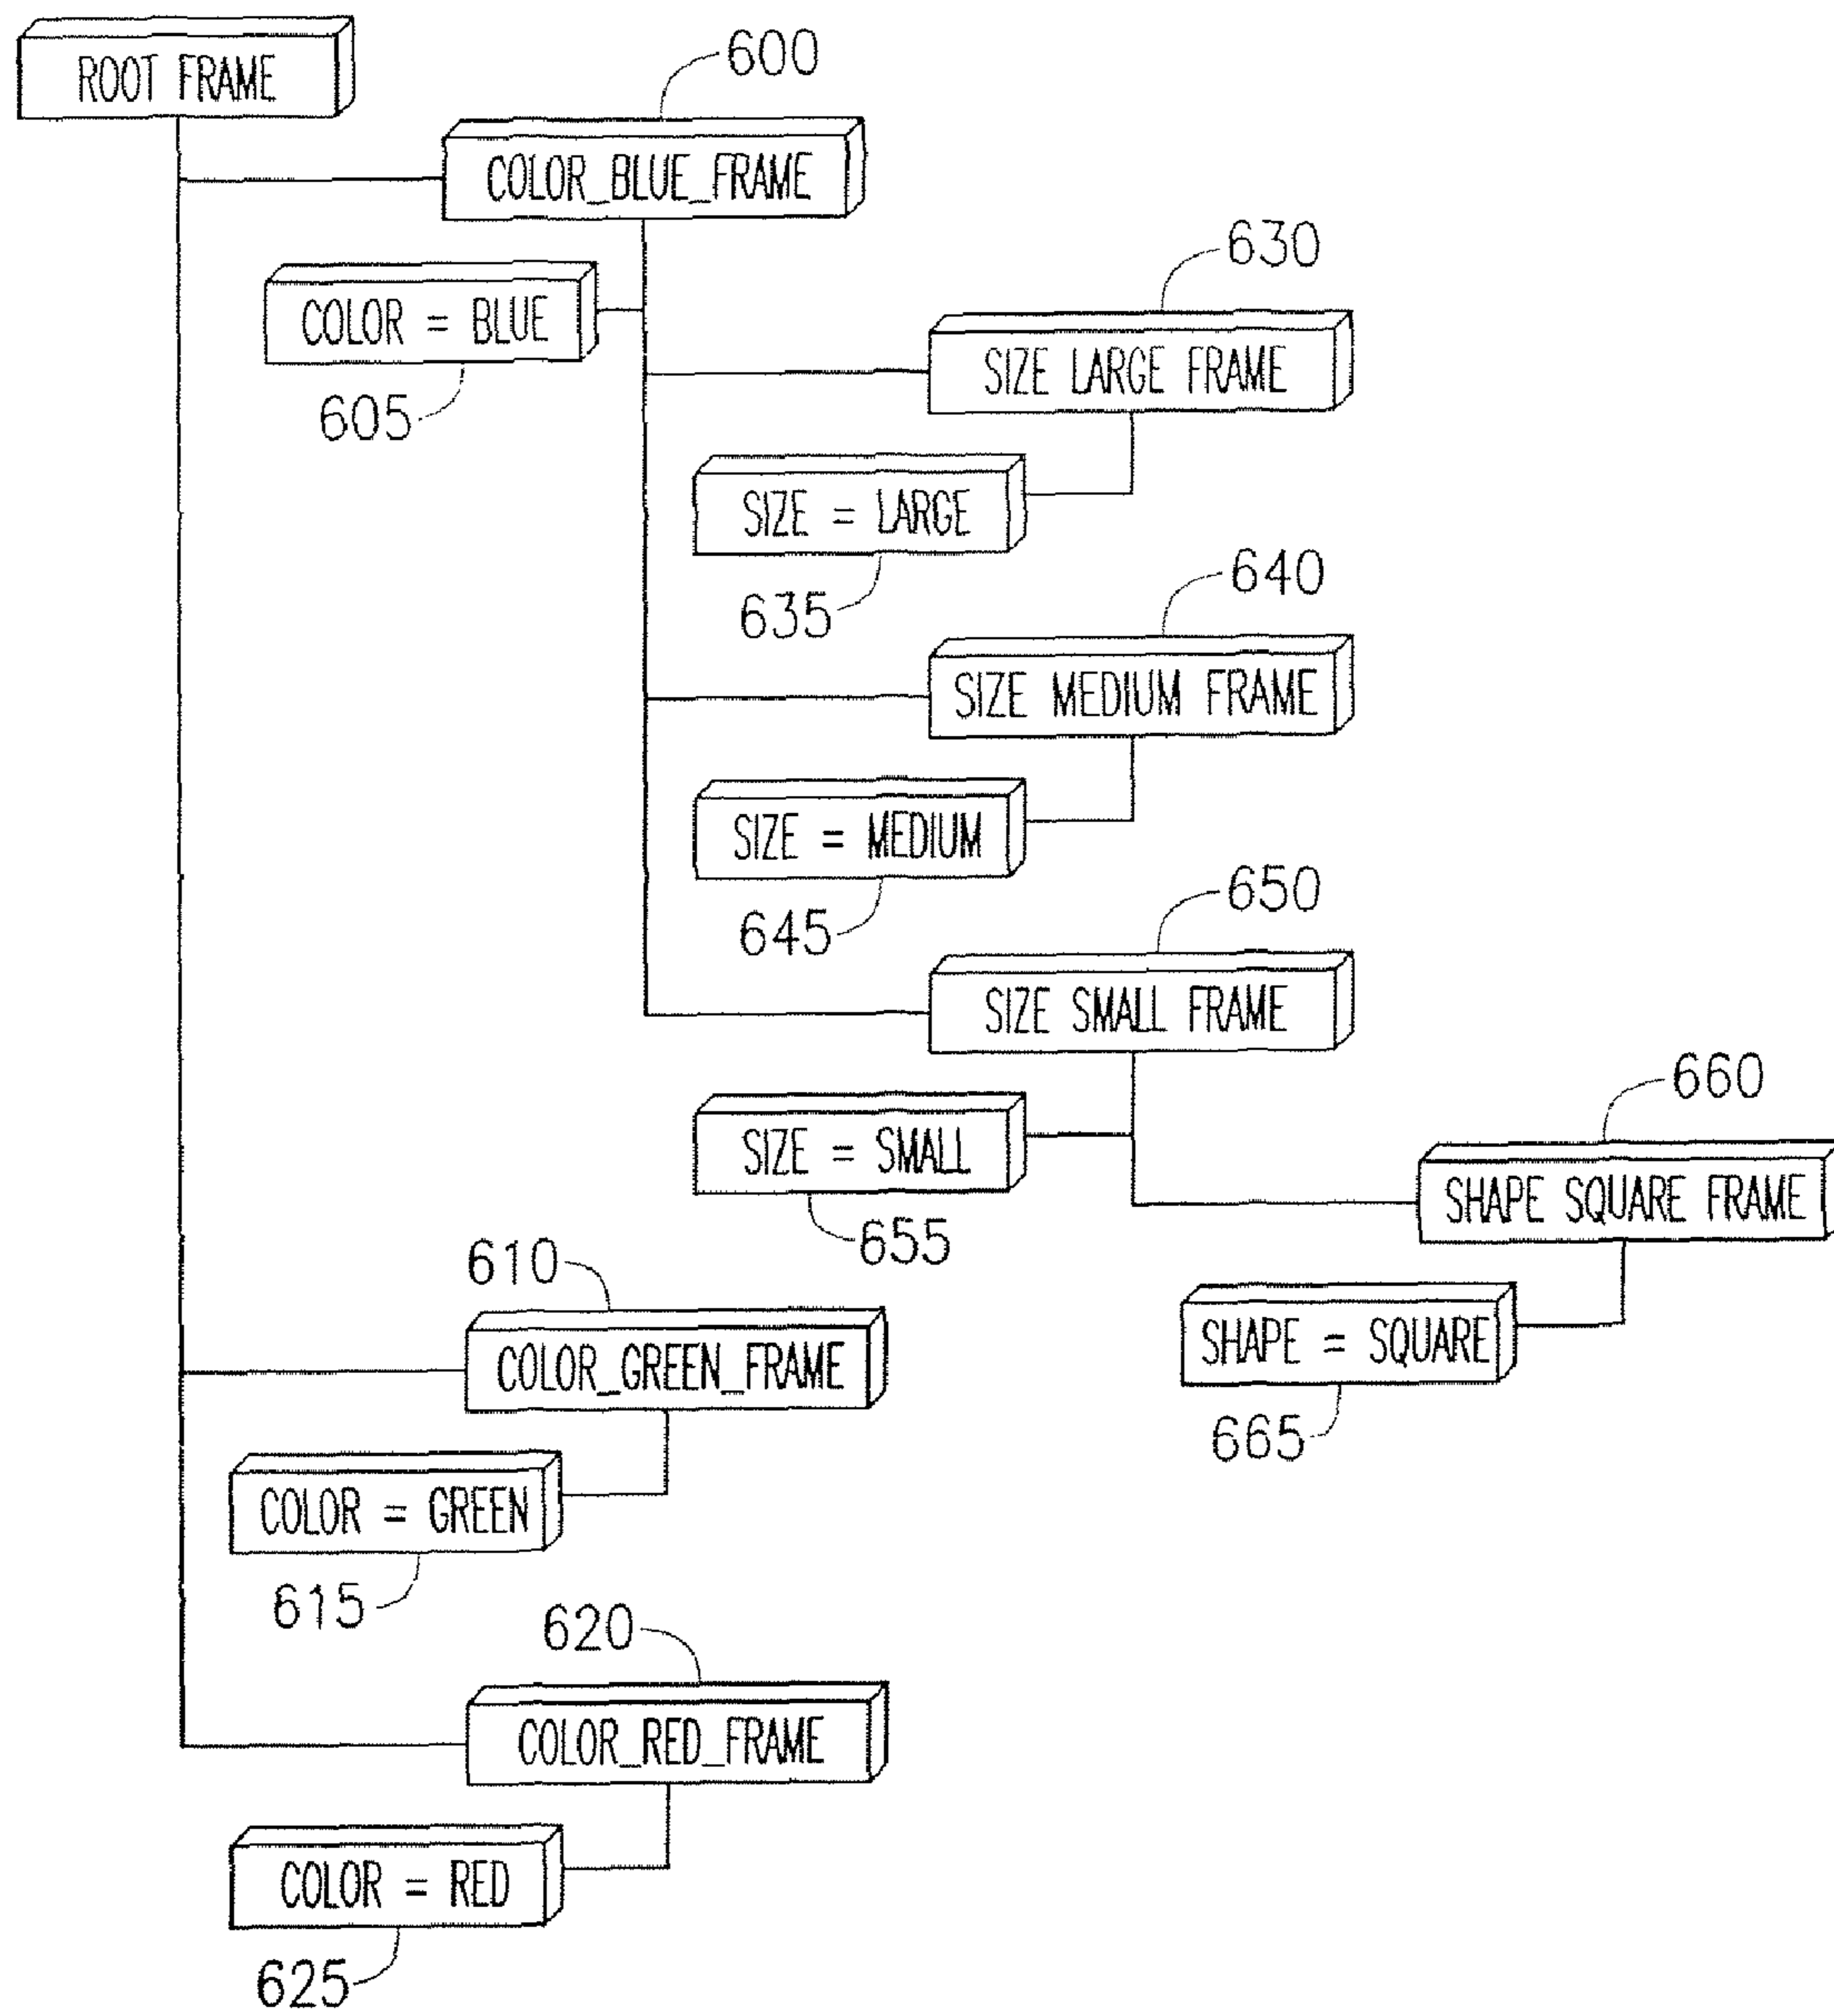 ROOT FRAME
600
COLOR_BLUE_FRAME
630
COLOR = BLUE
605
SIZE LARGE FRAME
SIZE = LARGE
635
640
SIZE MEDIUM FRAME
SIZE = MEDIUM
645
650
SIZE SMALL FRAME
660
SIZE = SMALL
655
SHAPE SQUARE FRAME
610
SHAPE = SQUARE
665
COLOR_GREEN_FRAME
COLOR = GREEN
615
620
COLOR_RED_FRAME
COLOR = RED
625